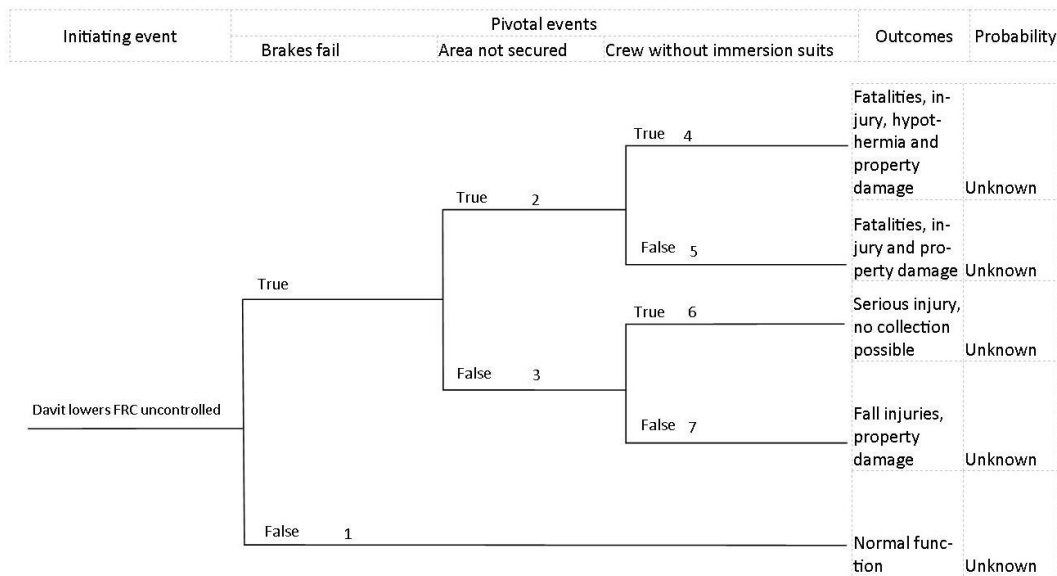 Initiating event
Pivotal events
Brakes fail
Area not secured
Crew without immersion suits
Outcomes
Probability
Fatalities, in-
jury, hypot-
hermia and
property
damage
Unknown
True 4
True 2
False 5
Fatalities, in-
jury and pro-
perty damage
Unknown
True
True 6
Serious injury,
no collection
possible
Unknown
False 3
Davit lowers FRC uncontrolled
False 7
Fall injuries,
property
damage
Unknown
False 1
Normal func-
tion
Unknown